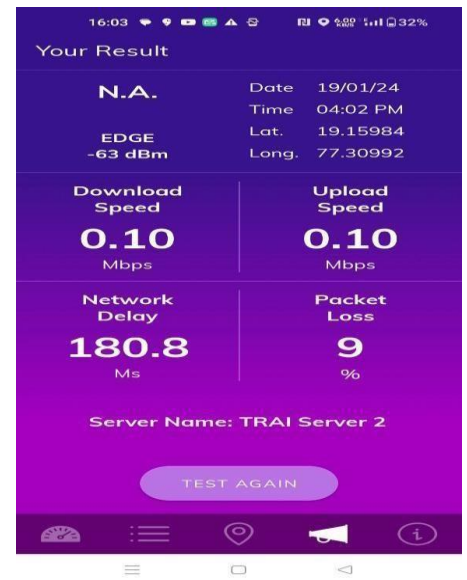 16:03 32%
Your Result
N.A.
EDGE
-63 dBm
Date 19/01/24
Time 04:02 PM
Lat. 19.15984
Long. 77.30992
Download
Speed
0.10
Mbps
Upload
Speed
0.10
Mbps
Network
Delay
180.8
Ms
Packet
Loss
9
%
Server Name: TRAI Server 2
TEST AGAIN